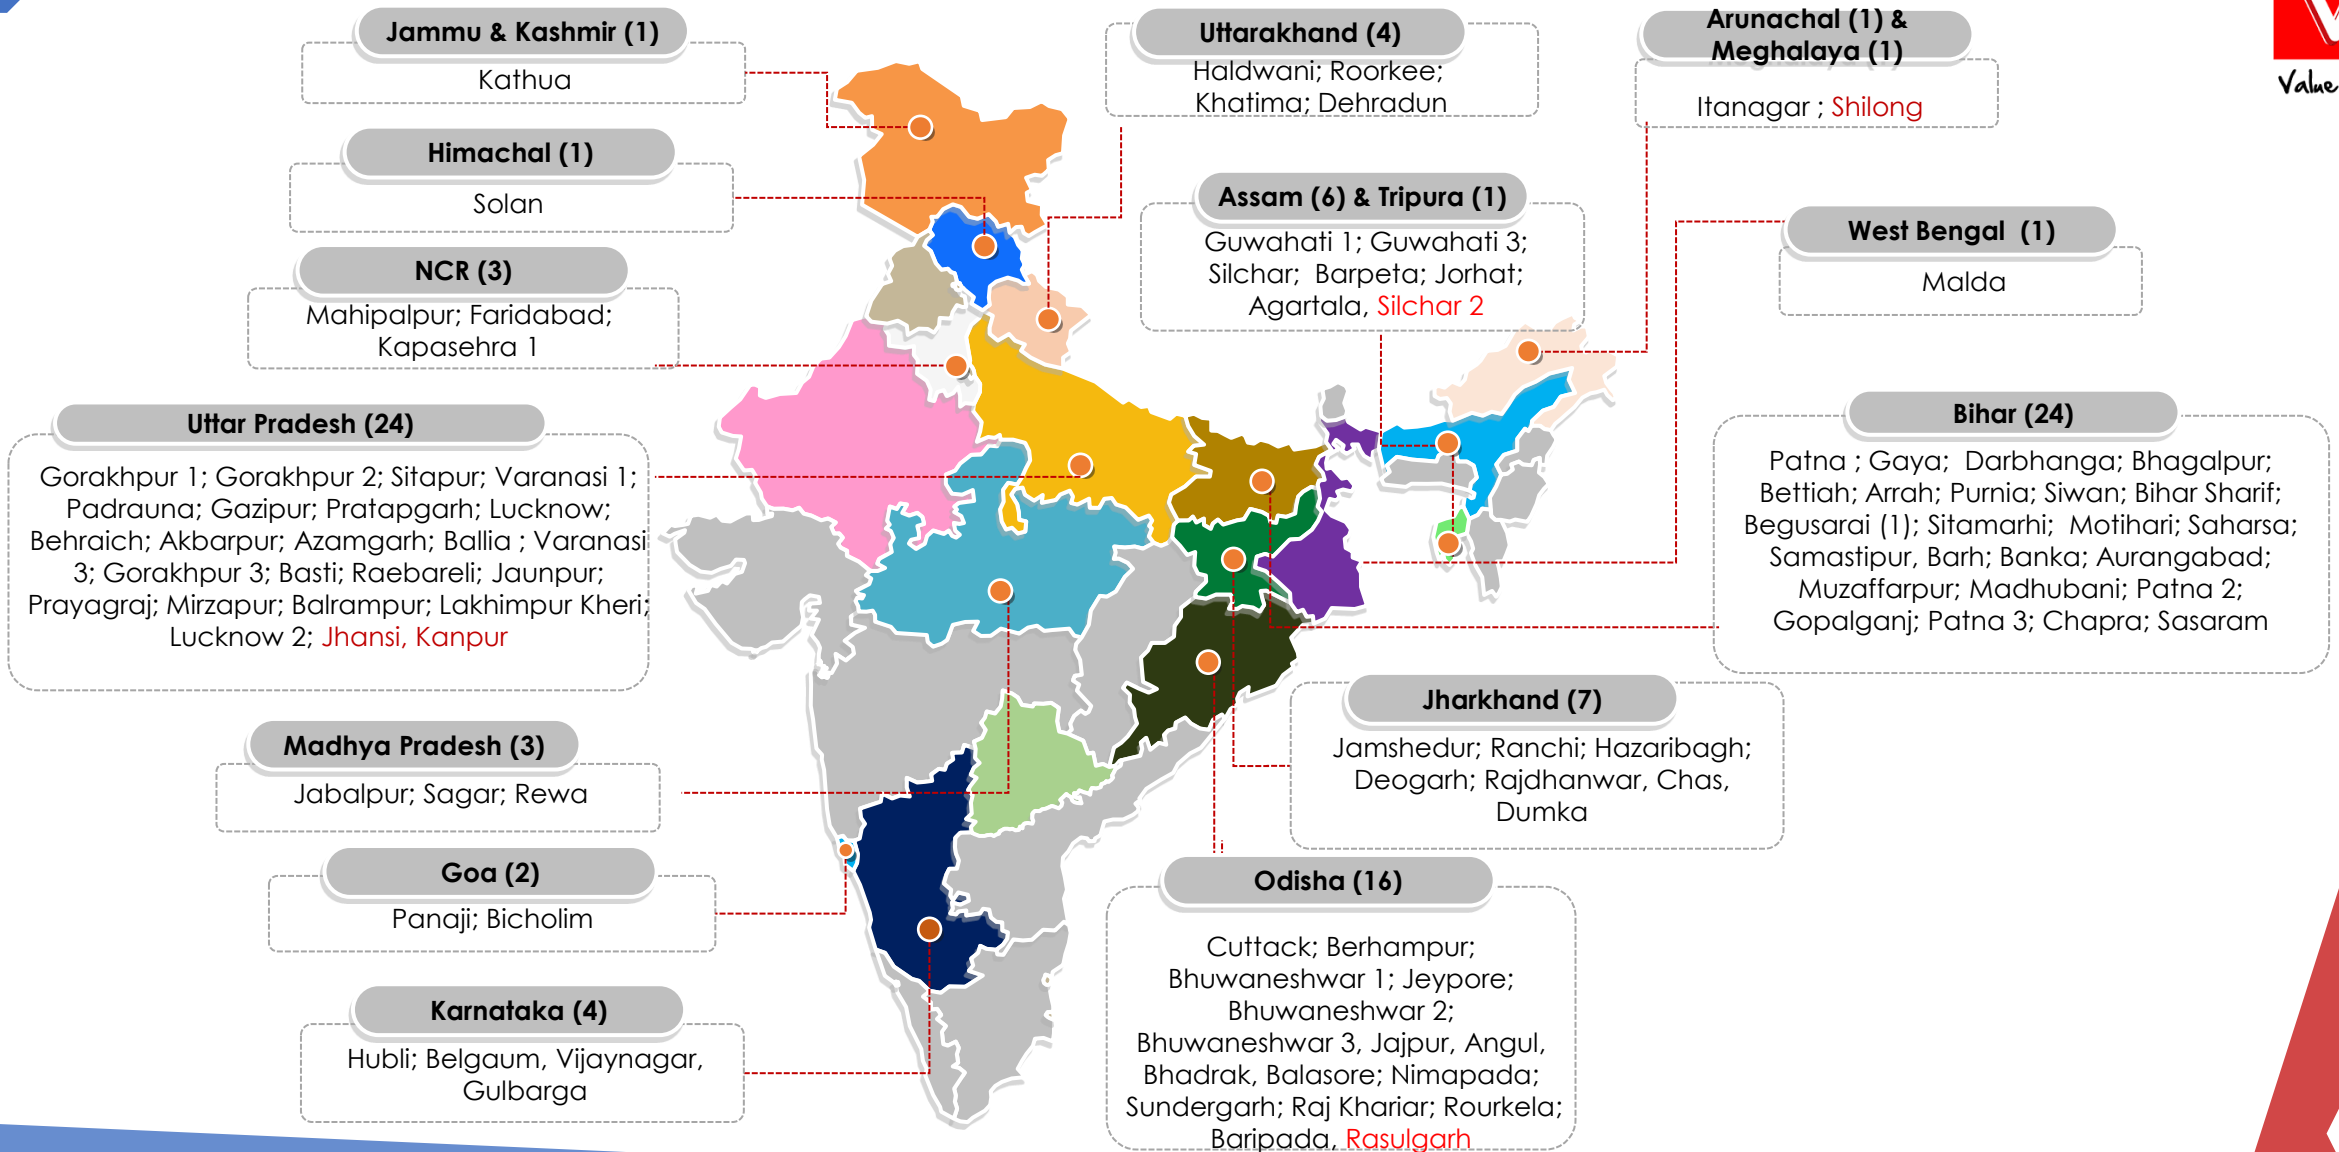 Jammu & Kashmir (1)
Kathua
Himachal (1)
Solan
NCR (3)
Mahipalpur; Faridabad;
Kapasehra 1
Uttar Pradesh (24)
Gorakhpur 1; Gorakhpur 2; Sitapur; Varanasi 1;
Padrauna; Gazipur; Pratapgarh; Lucknow;
Behraich; Akbarpur; Azamgarh; Ballia ; Varanasi
3; Gorakhpur 3; Basti; Raebareli; Jaunpur;
Prayagraj; Mirzapur; Balrampur; Lakhimpur Kheri;
Lucknow 2; Jhansi, Kanpur
Madhya Pradesh (3)
Jabalpur; Sagar; Rewa
Goa (2)
Panaji; Bicholim
Karnataka (4)
Hubli; Belgaum, Vijaynagar,
Gulbarga
Uttarakhand (4)
Haldwani; Roorkee;
Khatima; Dehradun
Assam (6) & Tripura (1)
Guwahati 1; Guwahati 3;
Silchar;  Barpeta; Jorhat;
Agartala, Silchar 2
Arunachal (1) &
Meghalaya (1)
Itanagar ; Shilong
West Bengal  (1)
Malda
Bihar (24)
Patna ; Gaya;  Darbhanga; Bhagalpur;
Bettiah; Arrah; Purnia; Siwan; Bihar Sharif;
Begusarai (1); Sitamarhi;  Motihari; Saharsa;
Samastipur, Barh; Banka; Aurangabad;
Muzaffarpur; Madhubani; Patna 2;
Gopalganj; Patna 3; Chapra; Sasaram
Jharkhand (7)
Jamshedur; Ranchi; Hazaribagh;
Deogarh; Rajdhanwar, Chas,
Dumka
Odisha (16)
Cuttack; Berhampur;
Bhuwaneshwar 1; Jeypore;
Bhuwaneshwar 2;
Bhuwaneshwar 3, Jajpur, Angul,
Bhadrak, Balasore; Nimapada;
Sundergarh; Raj Khariar; Rourkela;
Baripada, Rasulgarh
Value